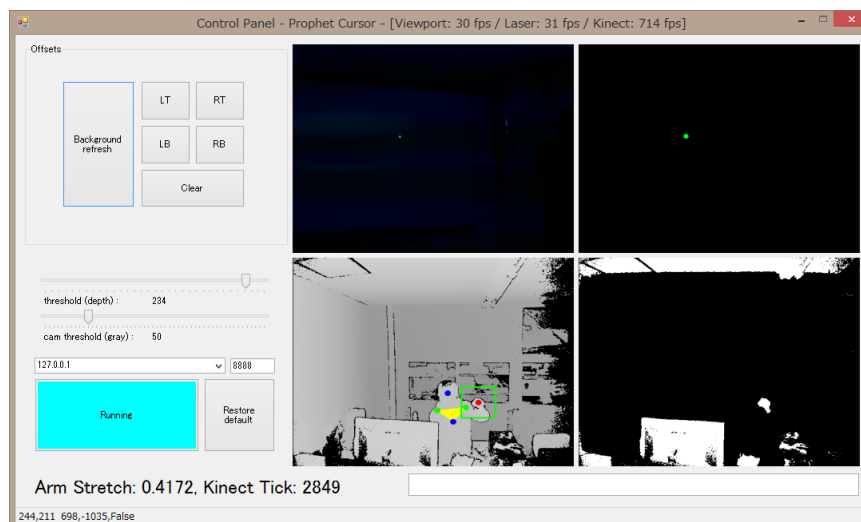 Control Panel - Prophet Cursor - [Viewport: 30 fps / Laser: 31 fps / Kinect: 714 fps]
Offsets
Background refresh
LT
RT
LB
RB
Clear
threshold (depth) : 234
cam threshold (gray) : 50
127.0.0.1
8888
Running
Restore default
Arm Stretch: 0.4172, Kinect Tick: 2849
244,211 698,-1035,False